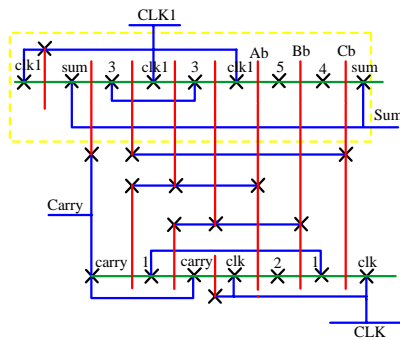 CLK1
Ab Bb Cb
clk1 sum 3 clk1 3 clk1 5 4 sum
Sum
Carry
carry 1 carry clk 2 1 clk
CLK